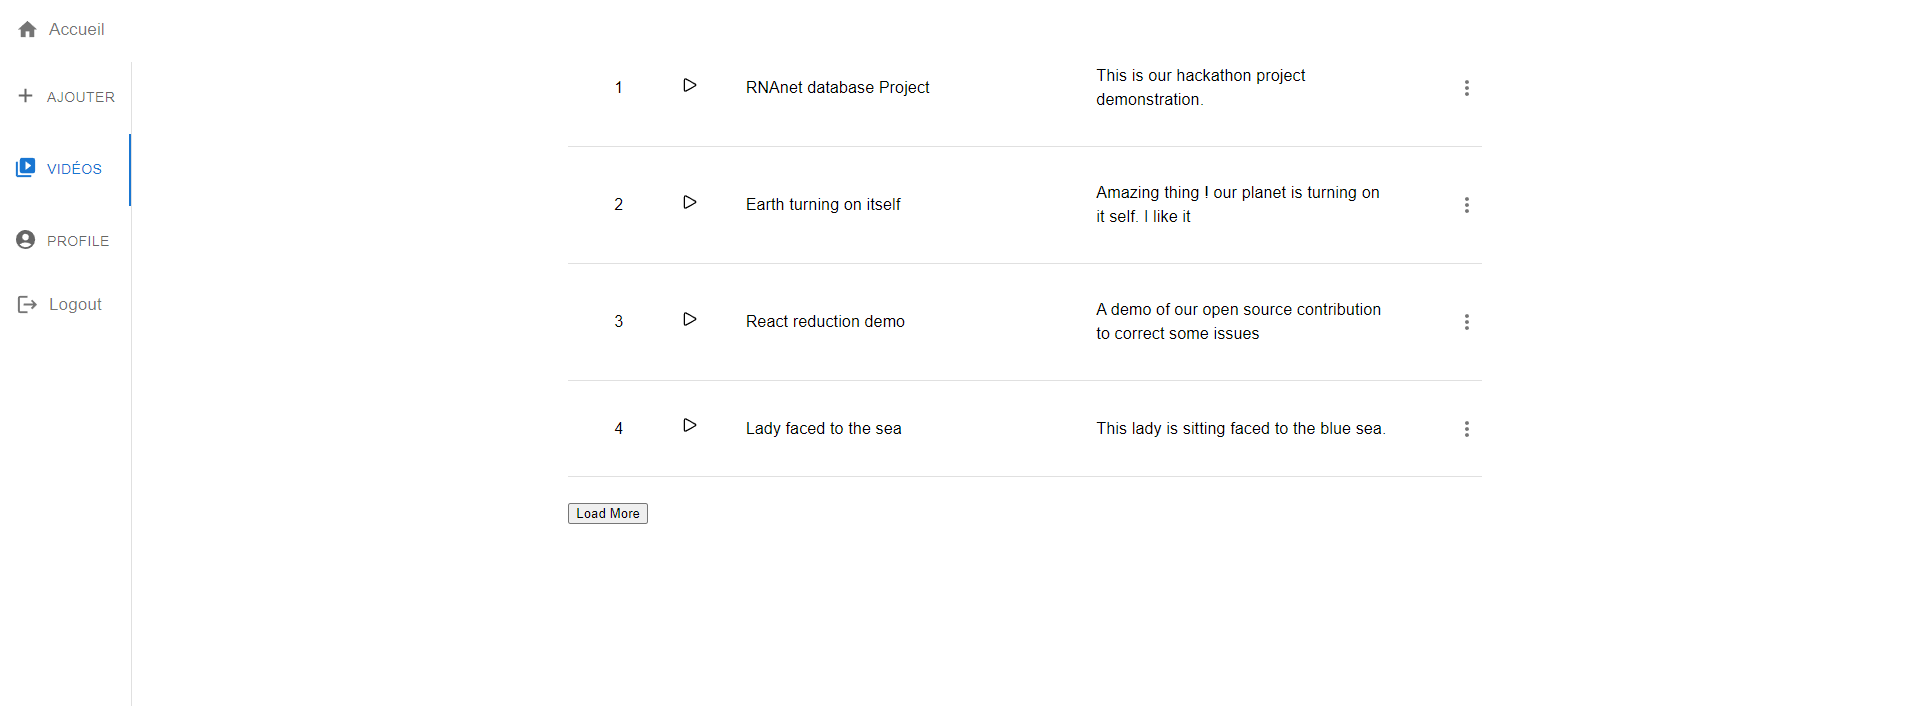 Accueil
AJOUTER
VIDÉOS
PROFILE
Logout
1 RNAnet database Project This is our hackathon project
demonstration.
2 Earth turning on itself Amazing thing ! our planet is turning on
it self. I like it
3 React reduction demo A demo of our open source contribution
to correct some issues
4 Lady faced to the sea This lady is sitting faced to the blue sea.
Load More